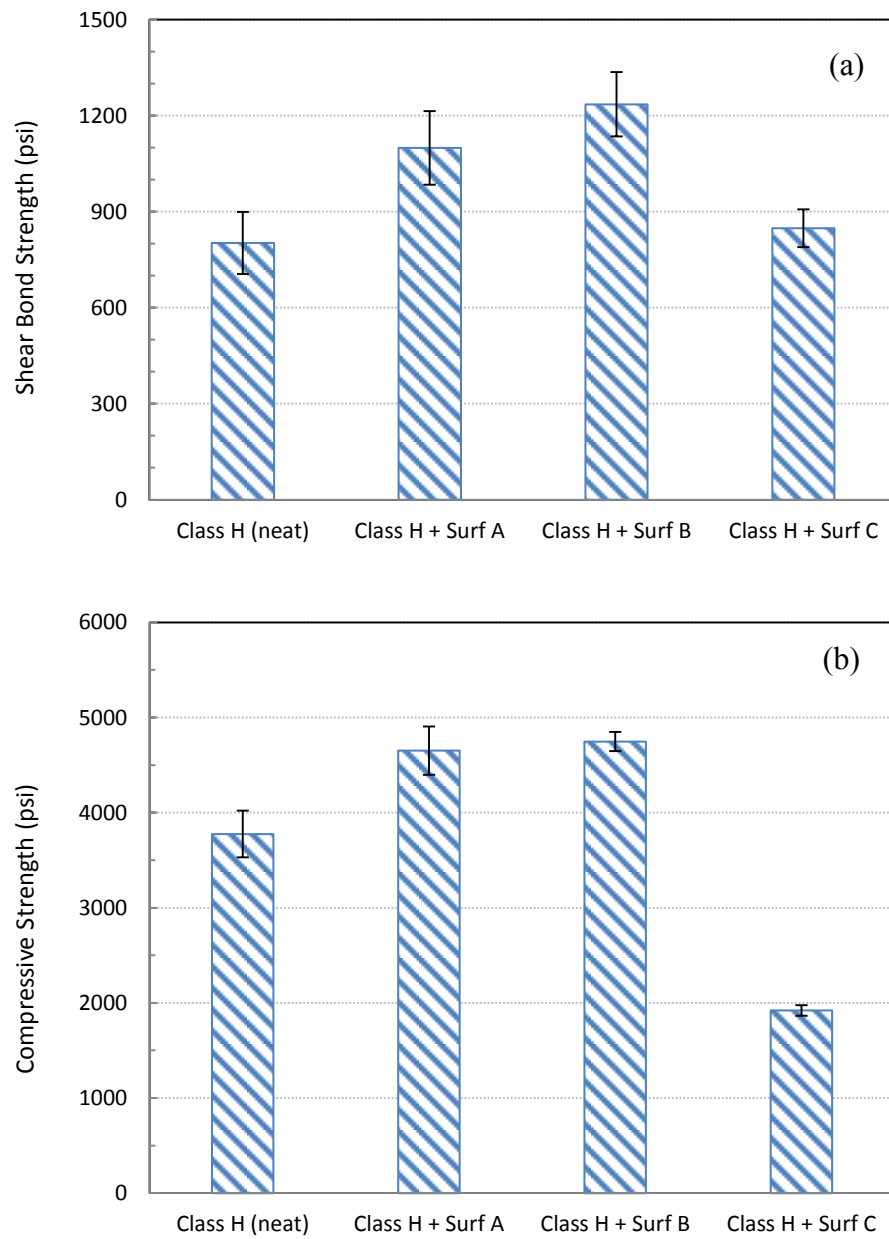 (a)
Shear Bond Strength (psi)
1500
1200
900
600
300
0
Class H (neat) Class H + Surf A Class H + Surf B Class H + Surf C
(b)
Compressive Strength (psi)
6000
5000
4000
3000
2000
1000
0
Class H (neat) Class H + Surf A Class H + Surf B Class H + Surf C